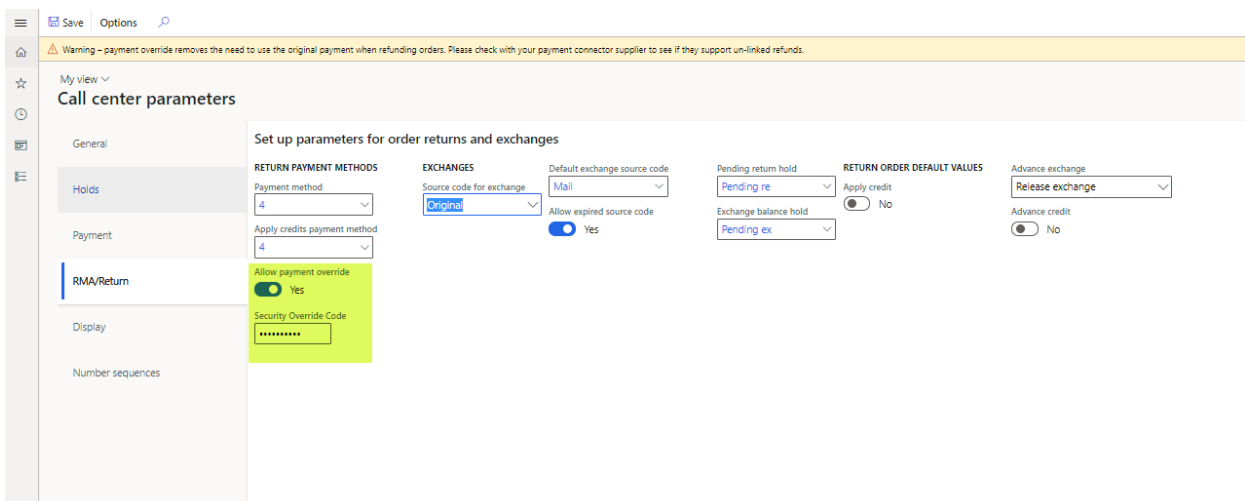 Save Options
Warning – payment override removes the need to use the original payment when refunding orders. Please check with your payment connector supplier to see if they support un-linked refunds.
My view
Call center parameters
General
Holds
Payment
RMA/Return
Display
Number sequences
Set up parameters for order returns and exchanges
RETURN PAYMENT METHODS
Payment method
4
Apply credits payment method
4
Allow payment override
Yes
Security Override Code
••••••••••
EXCHANGES
Source code for exchange
Original
Default exchange source code
Mail
Allow expired source code
Yes
Pending return hold
Pending re
Exchange balance hold
Pending ex
RETURN ORDER DEFAULT VALUES
Apply credit
No
Advance exchange
Release exchange
Advance credit
No